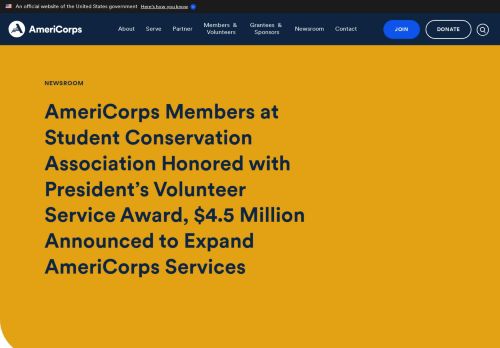 An official website of the United States government Here's how you know
AmeriCorps
About Serve Partner Members & Volunteers Grantees & Sponsors Newsroom Contact JOIN DONATE
NEWSROOM
AmeriCorps Members at
Student Conservation
Association Honored with
President's Volunteer
Service Award, $4.5 Million
Announced to Expand
AmeriCorps Services